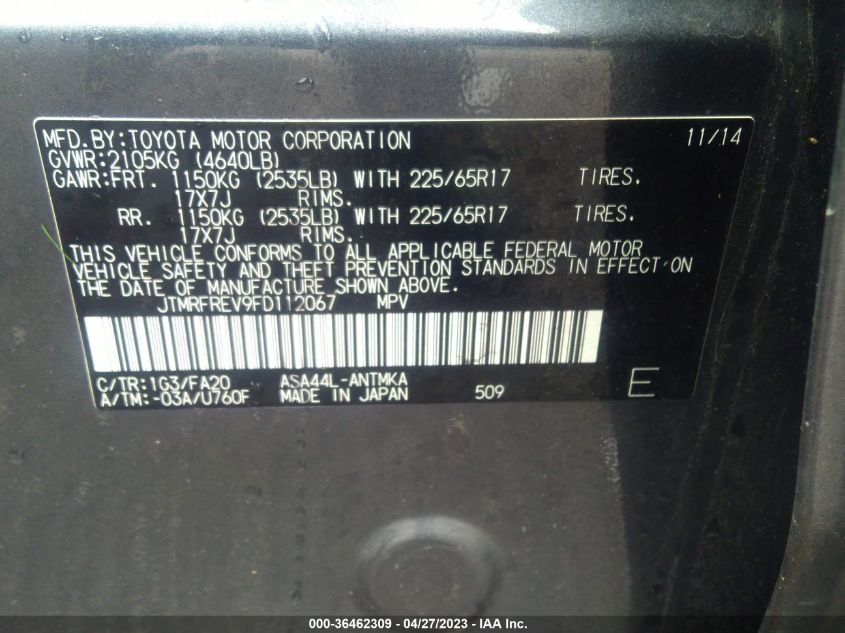 MFD.BY:TOYOTA MOTOR CORPORATION 11/14
GVWR:2105KG (4640LB)
GAWR:FRT. 1150KG (2535LB) WITH 225/65R17 TIRES.
17X7J RIMS.
RR. 1150KG (2535LB) WITH 225/65R17 TIRES.
17X7J RIMS.
THIS VEHICLE CONFORMS TO ALL APPLICABLE FEDERAL MOTOR
VEHICLE SAFETY AND THEFT PREVENTION STANDARDS IN EFFECT ON
THE DATE OF MANUFACTURE SHOWN ABOVE.
JTMRFREV9FD112067 MPV
C/TR:1G3/FA20 ASA44L-ANTMKA
A/TM:-03A/U760F MADE IN JAPAN 509 E
000-36462309 - 04/27/2023 - IAAI.com